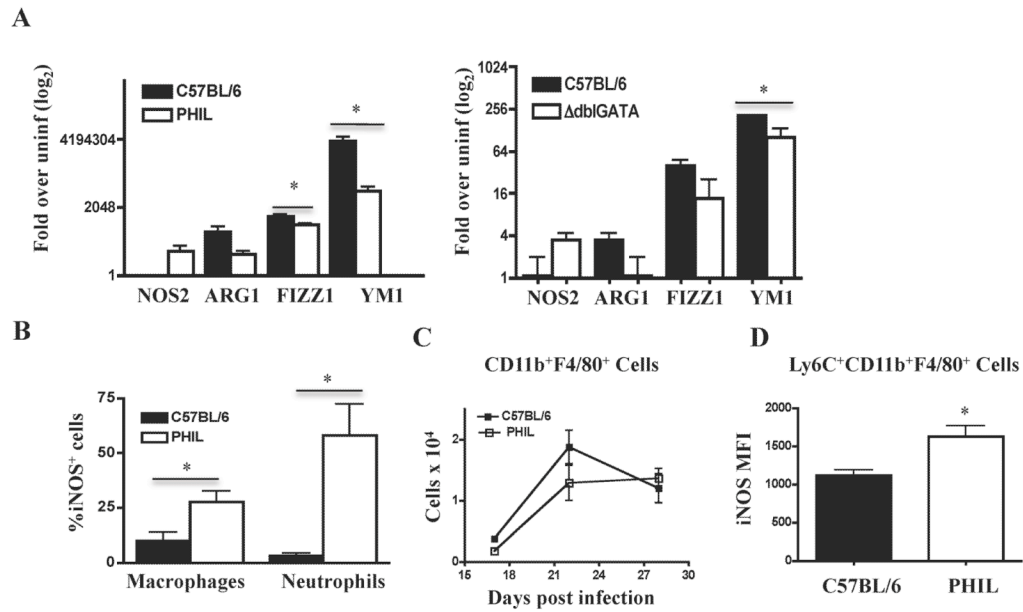 A
Fold over uninf (log2)
4194304
2048
1
C57BL/6
PHIL
*
*
NOS2 ARG1 FIZZ1 YM1
Fold over uninf (log2)
1024
256
64
16
4
1
C57BL/6
ΔdblGATA
*
NOS2 ARG1 FIZZ1 YM1
B
%iNOS+ cells
75
50
25
0
C57BL/6
PHIL
*
*
Macrophages Neutrophils
C
CD11b+F4/80+ Cells
Cells x 10⁴
2
1
0
C57BL/6
PHIL
15 18 21 24 27 30
Days post infection
D
Ly6C+CD11b+F4/80+ Cells
iNOS MFI
2000
1500
1000
500
0
*
C57BL/6 PHIL